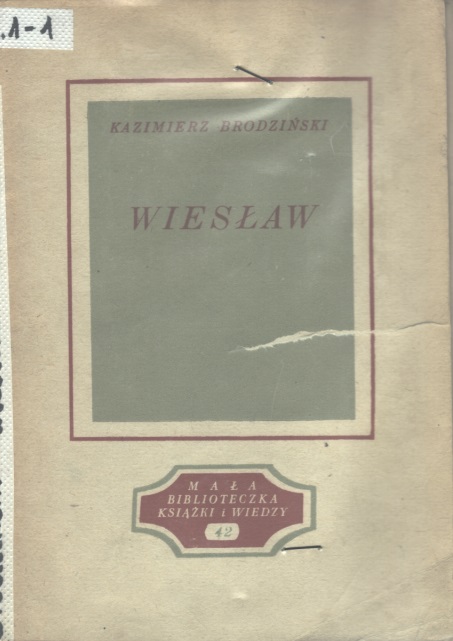 .1-1
KAZIMIERZ BRODZIŃSKI
WIESŁAW
MAŁA
BIBLIOTECZKA
KSIĄŻKI i WIEDZY
42